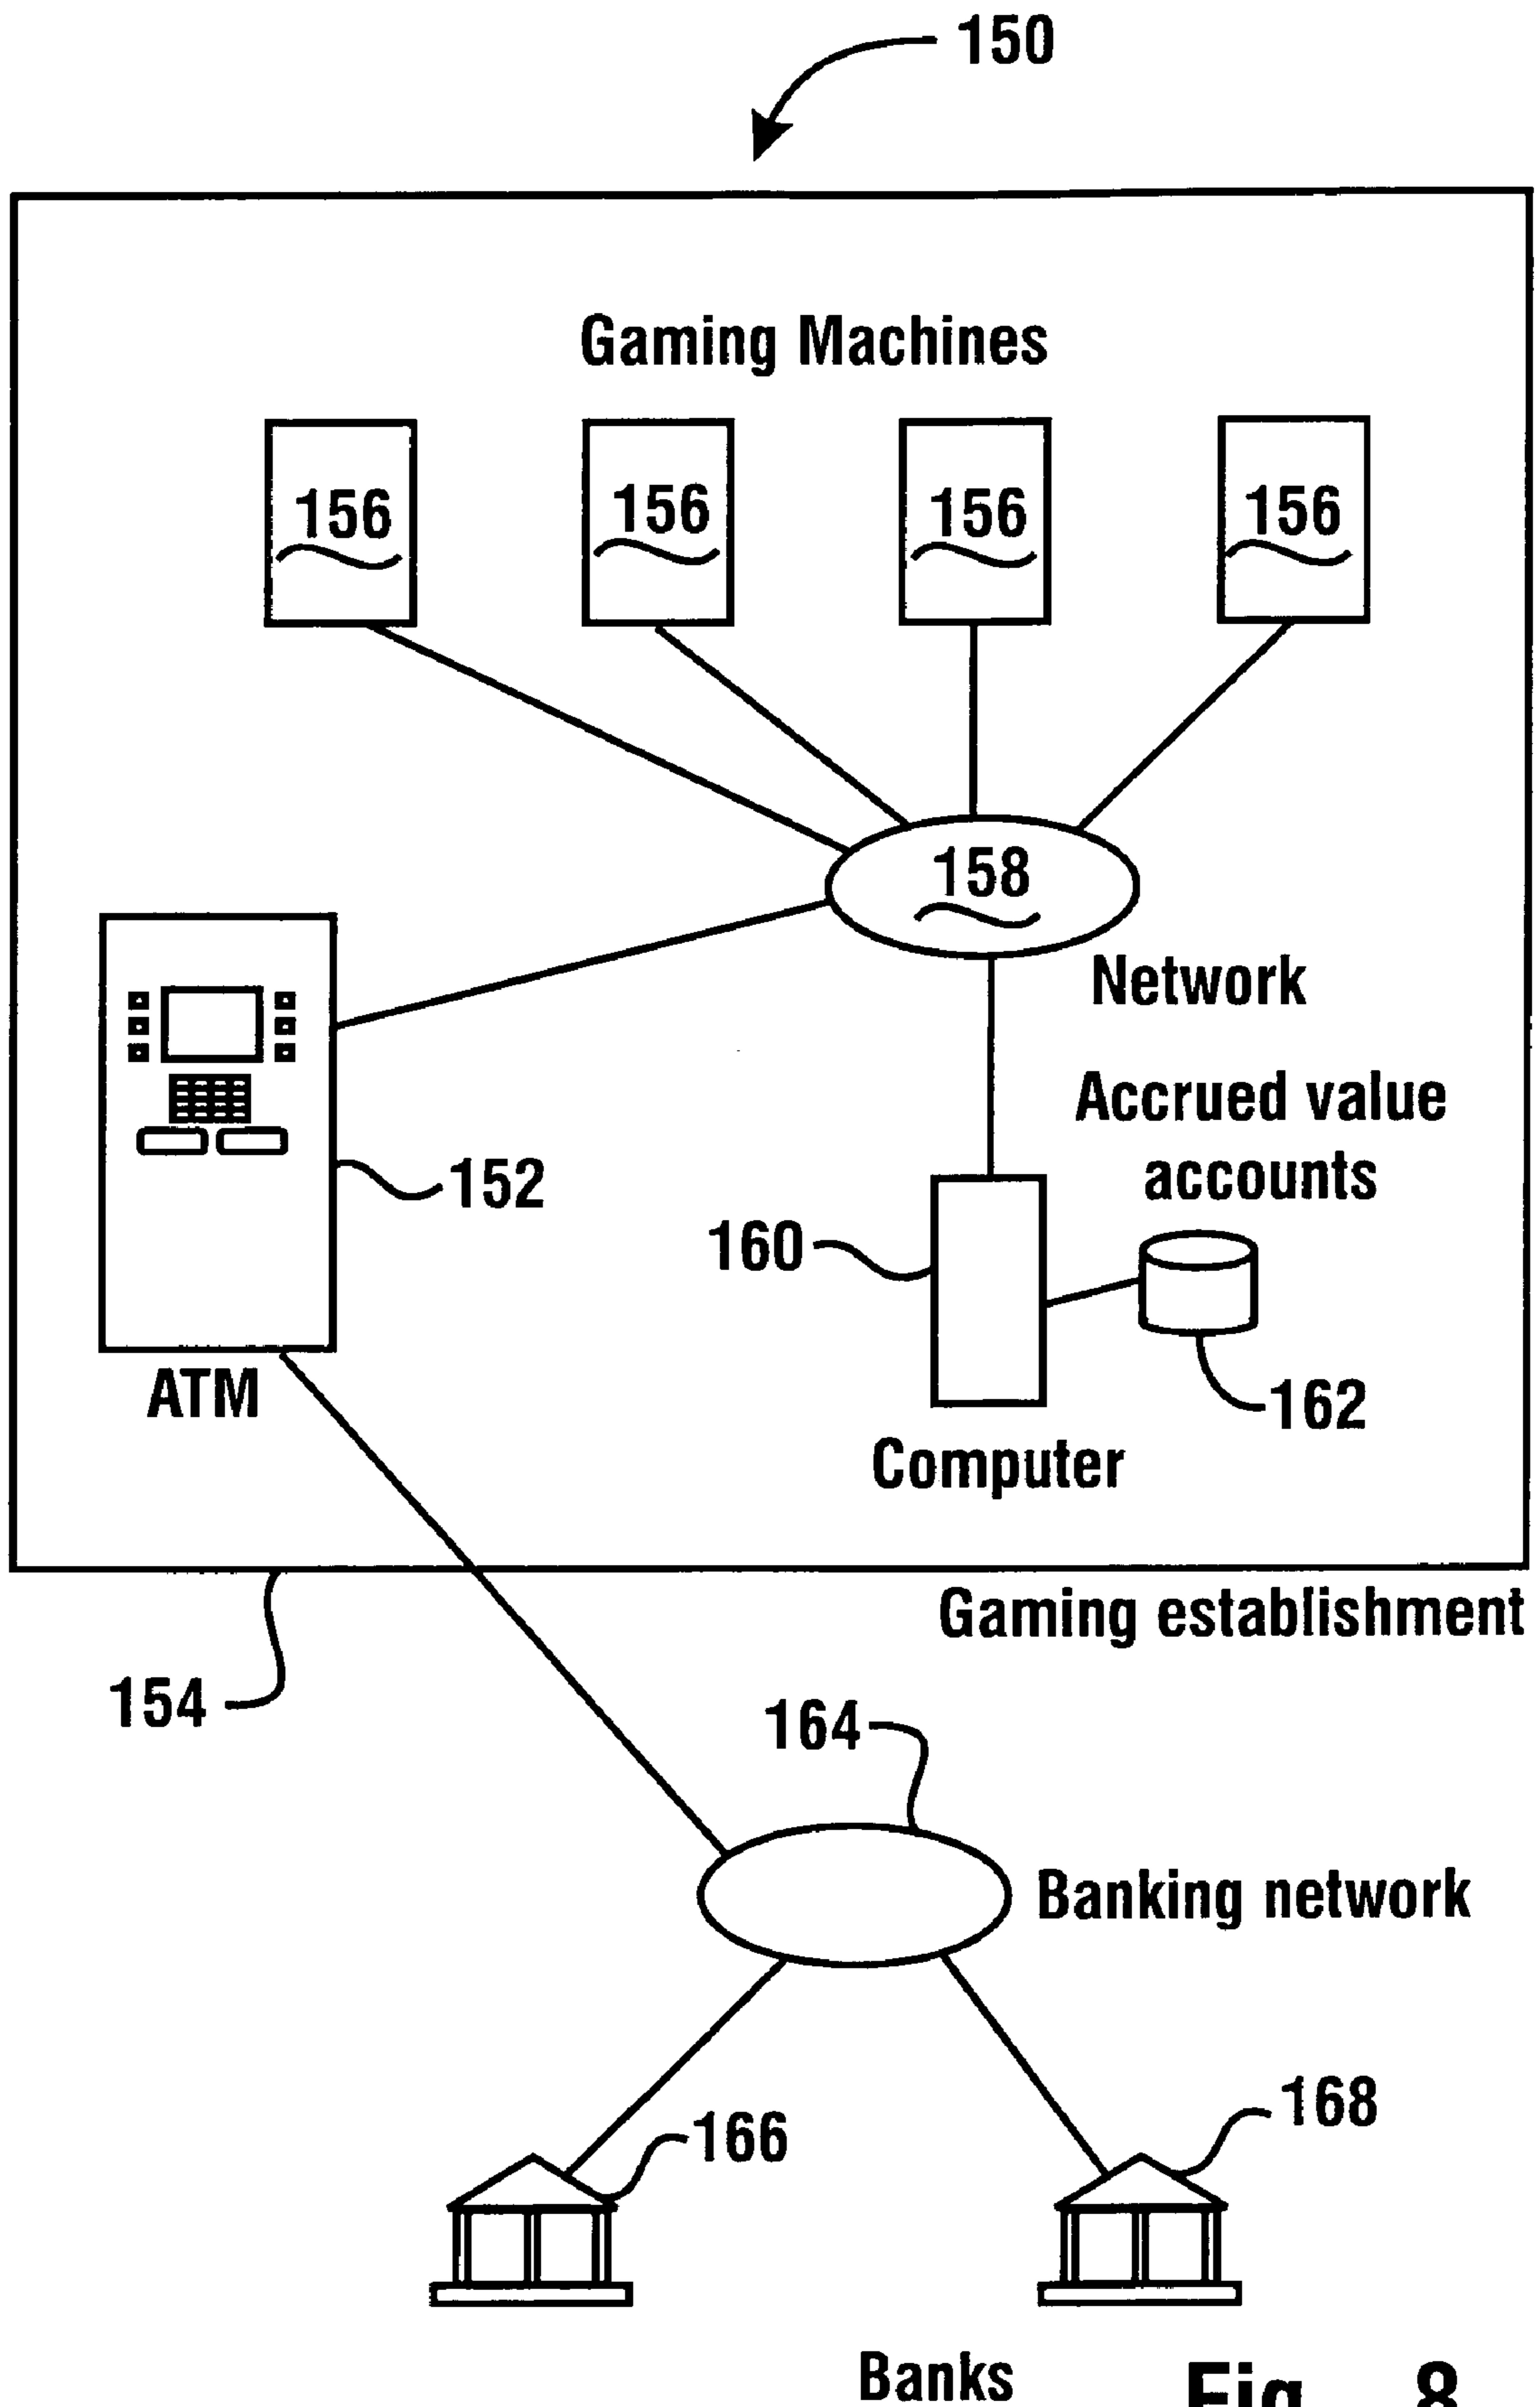 150
Gaming Machines
156 156 156 156
158
Network
Accrued value
accounts
152
160
162
ATM
Computer
Gaming establishment
154
164
Banking network
166
168
Banks
Fig. 8